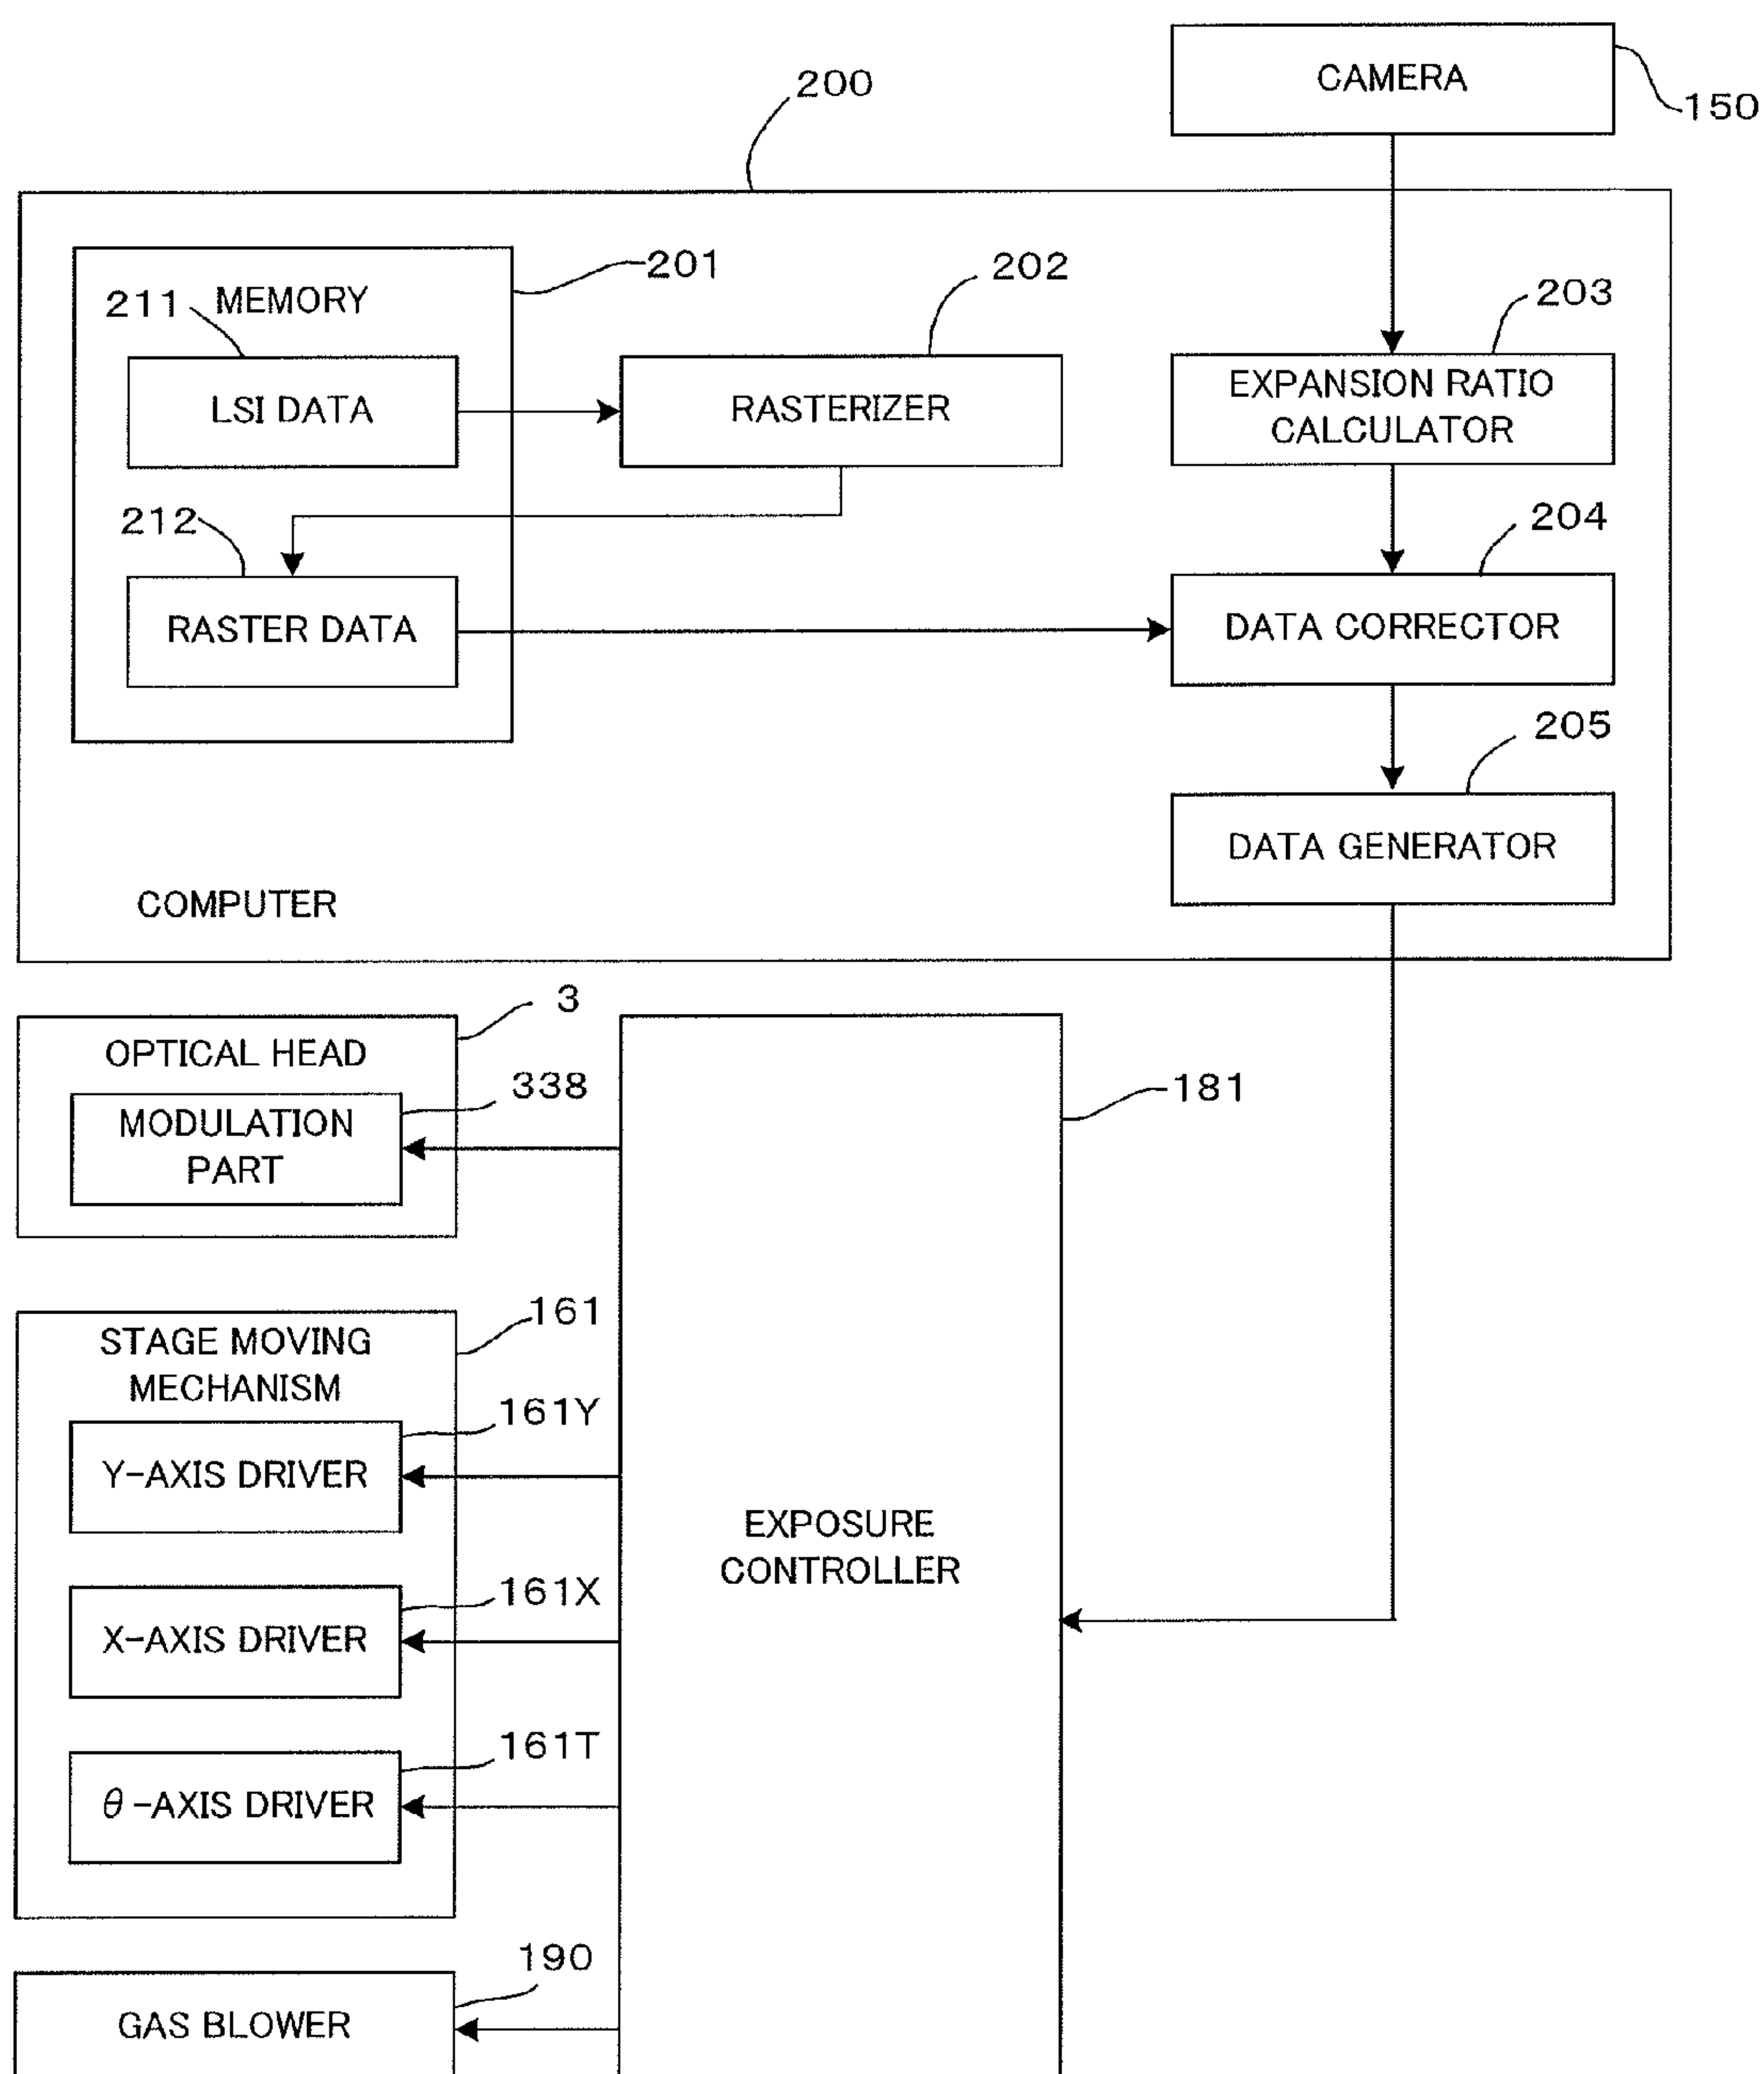 CAMERA
150
200
MEMORY
201
202
203
211
LSI DATA
RASTERIZER
EXPANSION RATIO
CALCULATOR
212
204
RASTER DATA
DATA CORRECTOR
205
DATA GENERATOR
COMPUTER
3
OPTICAL HEAD
338
MODULATION
PART
181
161
STAGE MOVING
MECHANISM
161Y
Y-AXIS DRIVER
EXPOSURE
CONTROLLER
161X
X-AXIS DRIVER
161T
θ-AXIS DRIVER
190
GAS BLOWER